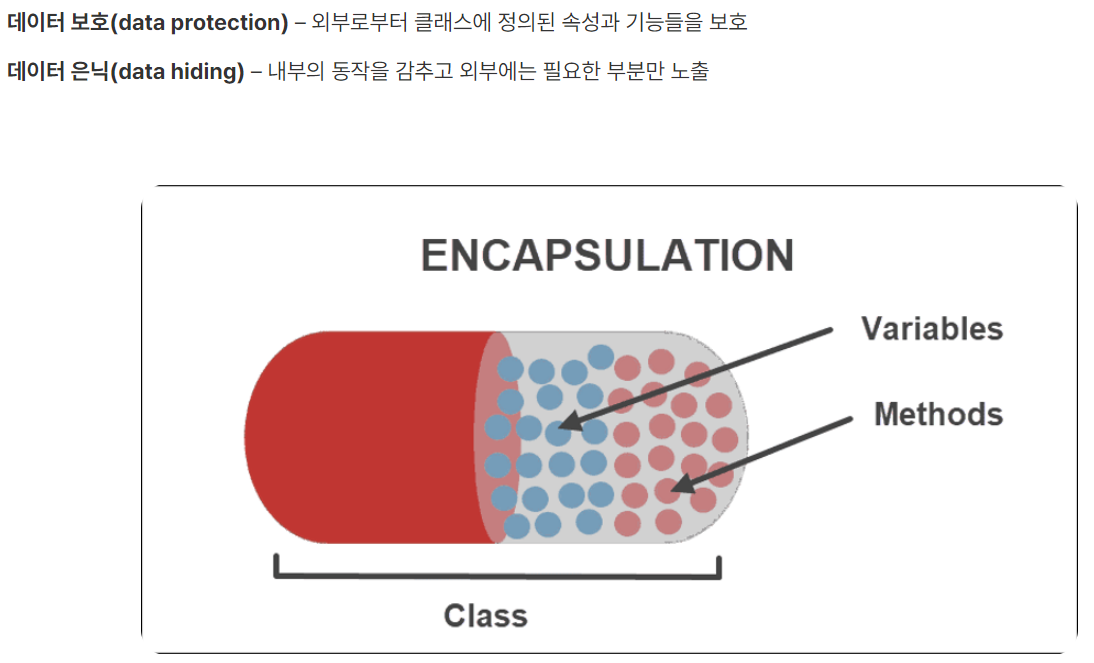 데이터 보호(data protection) – 외부로부터 클래스에 정의된 속성과 기능들을 보호
데이터 은닉(data hiding) – 내부의 동작을 감추고 외부에는 필요한 부분만 노출
ENCAPSULATION
Variables
Methods
Class